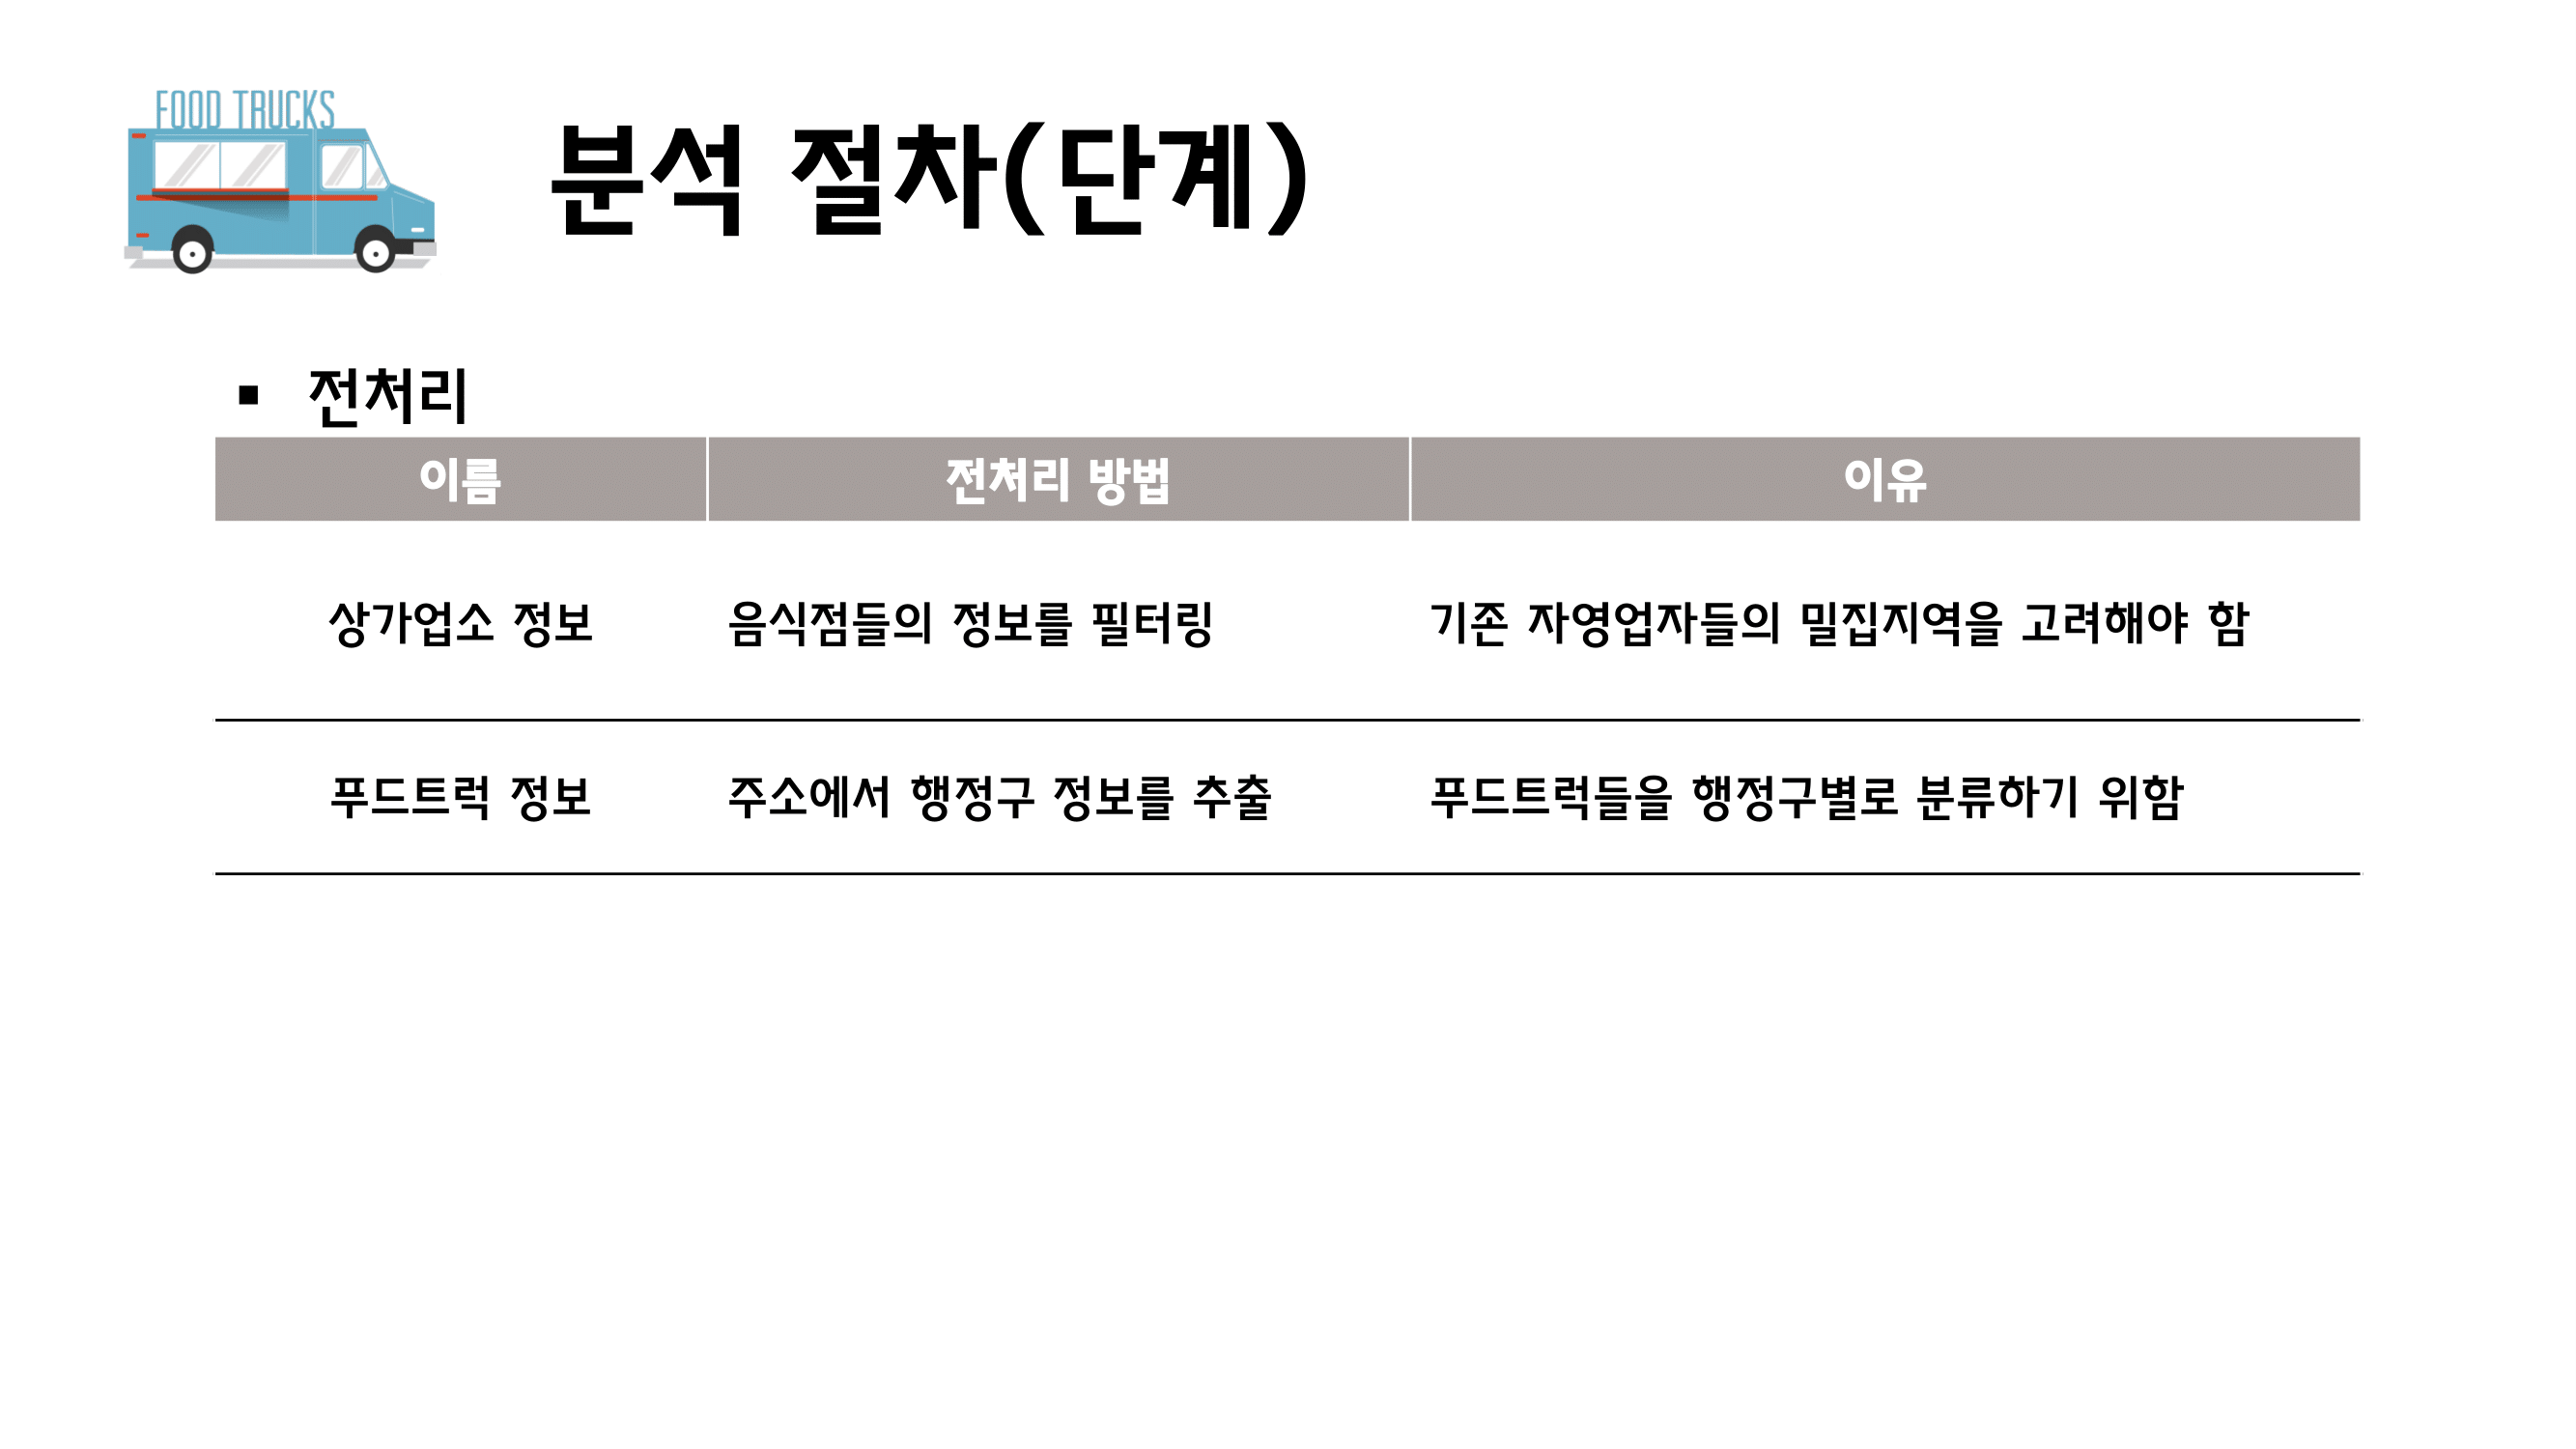 FOOD TRUCKS
분석 절차(단계)
▪ 전처리
이름 전처리 방법 이유
상가업소 정보 음식점들의 정보를 필터링 기존 자영업자들의 밀집지역을 고려해야 함
푸드트럭 정보 주소에서 행정구 정보를 추출 푸드트럭들을 행정구별로 분류하기 위함